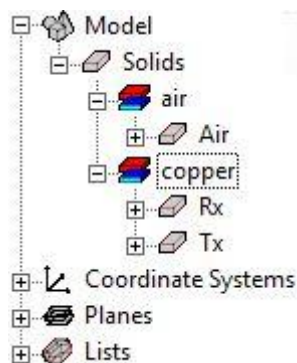 Model
Solids
air
Air
copper
Rx
Tx
Coordinate Systems
Planes
Lists